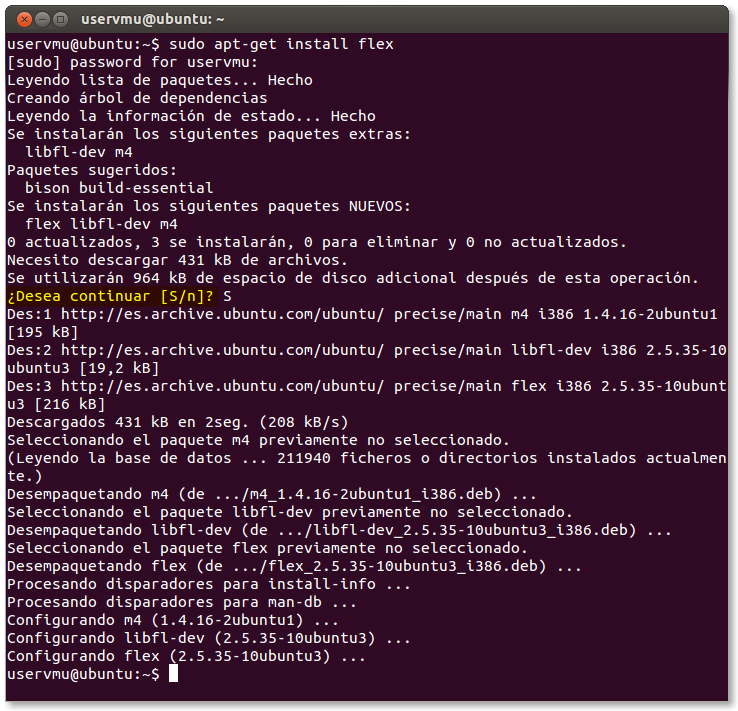 uservmu@ubuntu: ~
uservmu@ubuntu:~$ sudo apt-get install flex
[sudo] password for uservmu:
Leyendo lista de paquetes... Hecho
Creando árbol de dependencias
Leyendo la información de estado... Hecho
Se instalarán los siguientes paquetes extras:
  libfl-dev m4
Paquetes sugeridos:
  bison build-essential
Se instalarán los siguientes paquetes NUEVOS:
  flex libfl-dev m4
0 actualizados, 3 se instalarán, 0 para eliminar y 0 no actualizados.
Necesito descargar 431 kB de archivos.
Se utilizarán 964 kB de espacio de disco adicional después de esta operación.
¿Desea continuar [S/n]? S
Des:1 http://es.archive.ubuntu.com/ubuntu/ precise/main m4 i386 1.4.16-2ubuntu1
[195 kB]
Des:2 http://es.archive.ubuntu.com/ubuntu/ precise/main libfl-dev i386 2.5.35-10
ubuntu3 [19,2 kB]
Des:3 http://es.archive.ubuntu.com/ubuntu/ precise/main flex i386 2.5.35-10ubunt
u3 [216 kB]
Descargados 431 kB en 2seg. (208 kB/s)
Seleccionando el paquete m4 previamente no seleccionado.
(Leyendo la base de datos ... 211940 ficheros o directorios instalados actualmen
te.)
Desempaquetando m4 (de .../m4_1.4.16-2ubuntu1_i386.deb) ...
Seleccionando el paquete libfl-dev previamente no seleccionado.
Desempaquetando libfl-dev (de .../libfl-dev_2.5.35-10ubuntu3_i386.deb) ...
Seleccionando el paquete flex previamente no seleccionado.
Desempaquetando flex (de .../flex_2.5.35-10ubuntu3_i386.deb) ...
Procesando disparadores para install-info ...
Procesando disparadores para man-db ...
Configurando m4 (1.4.16-2ubuntu1) ...
Configurando libfl-dev (2.5.35-10ubuntu3) ...
Configurando flex (2.5.35-10ubuntu3) ...
uservmu@ubuntu:~$